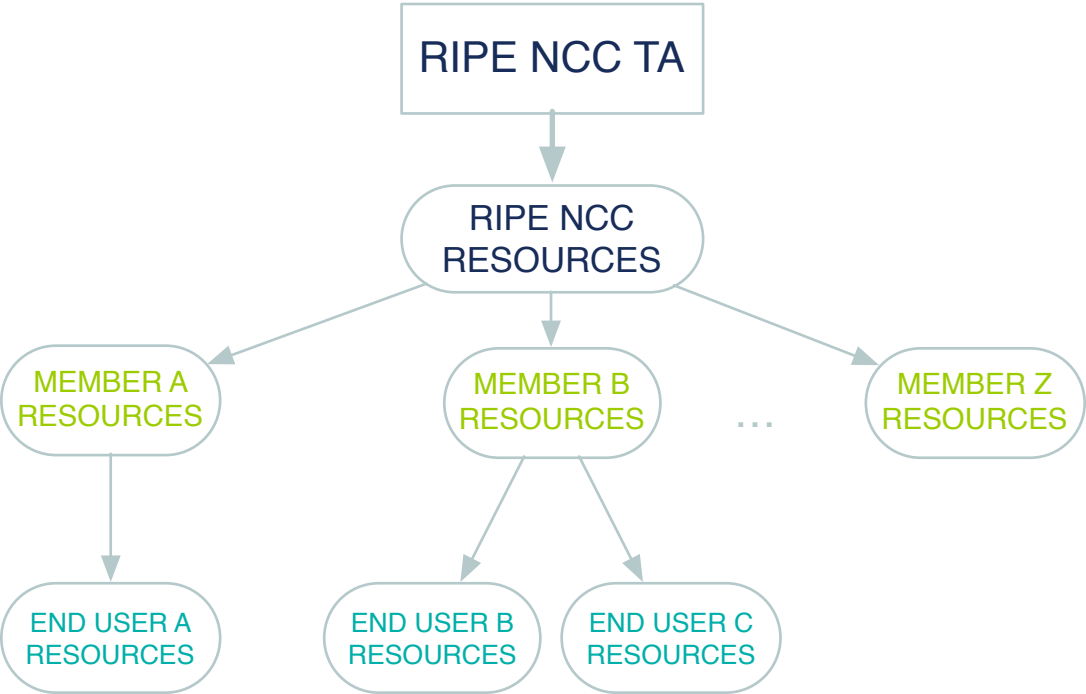 RIPE NCC TA
RIPE NCC
RESOURCES
MEMBER A
RESOURCES
MEMBER B
RESOURCES
...
MEMBER Z
RESOURCES
END USER A
RESOURCES
END USER B
RESOURCES
END USER C
RESOURCES